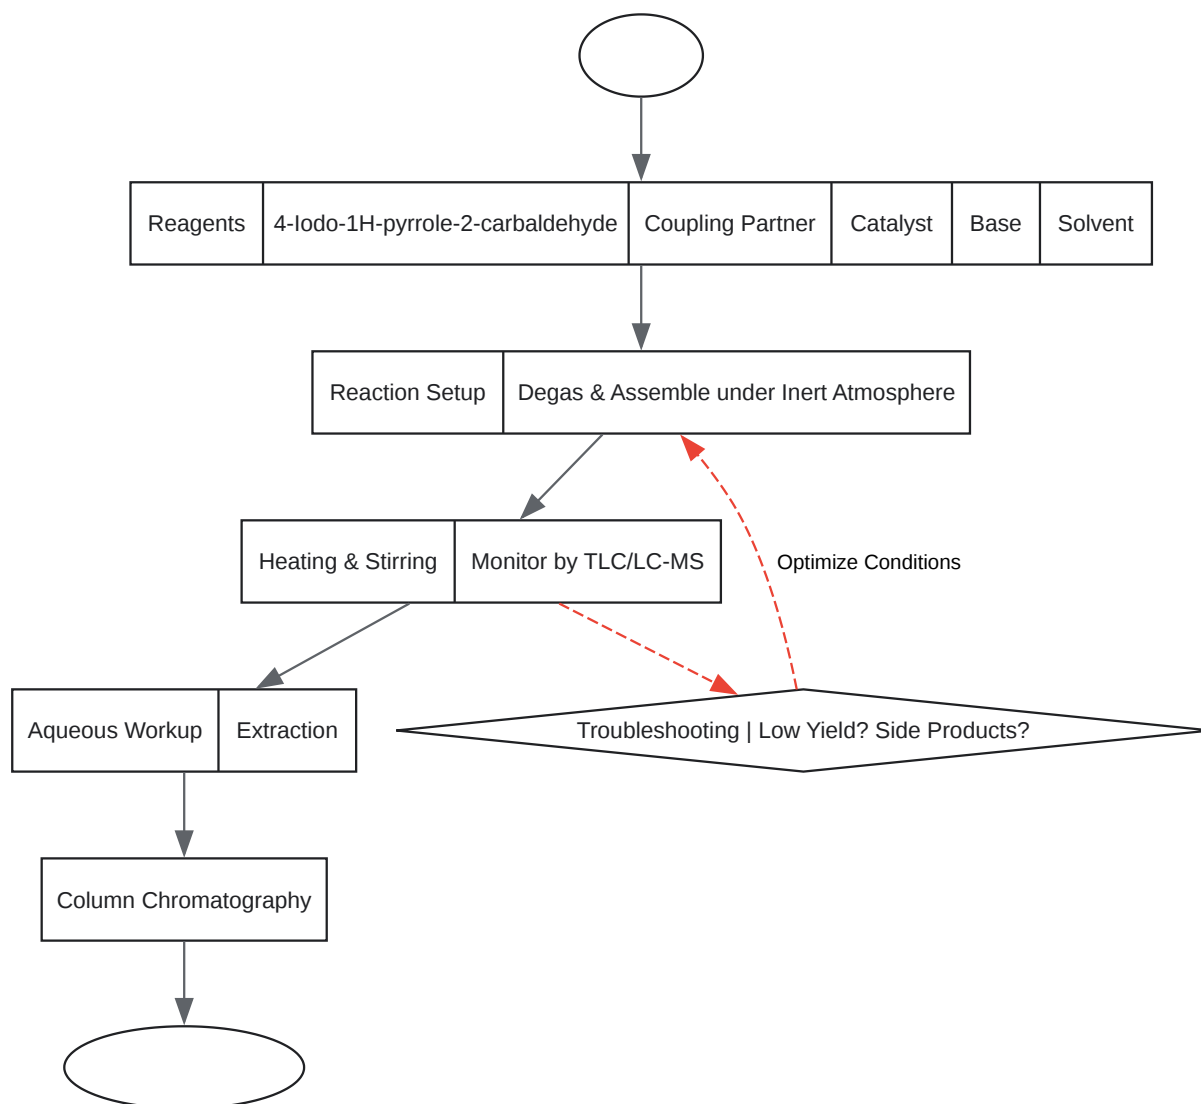 Reagents
4-Iodo-1H-pyrrole-2-carbaldehyde
Coupling Partner
Catalyst
Base
Solvent
Reaction Setup
Degas & Assemble under Inert Atmosphere
Heating & Stirring
Monitor by TLC/LC-MS
Optimize Conditions
Aqueous Workup
Extraction
Troubleshooting | Low Yield? Side Products?
Column Chromatography